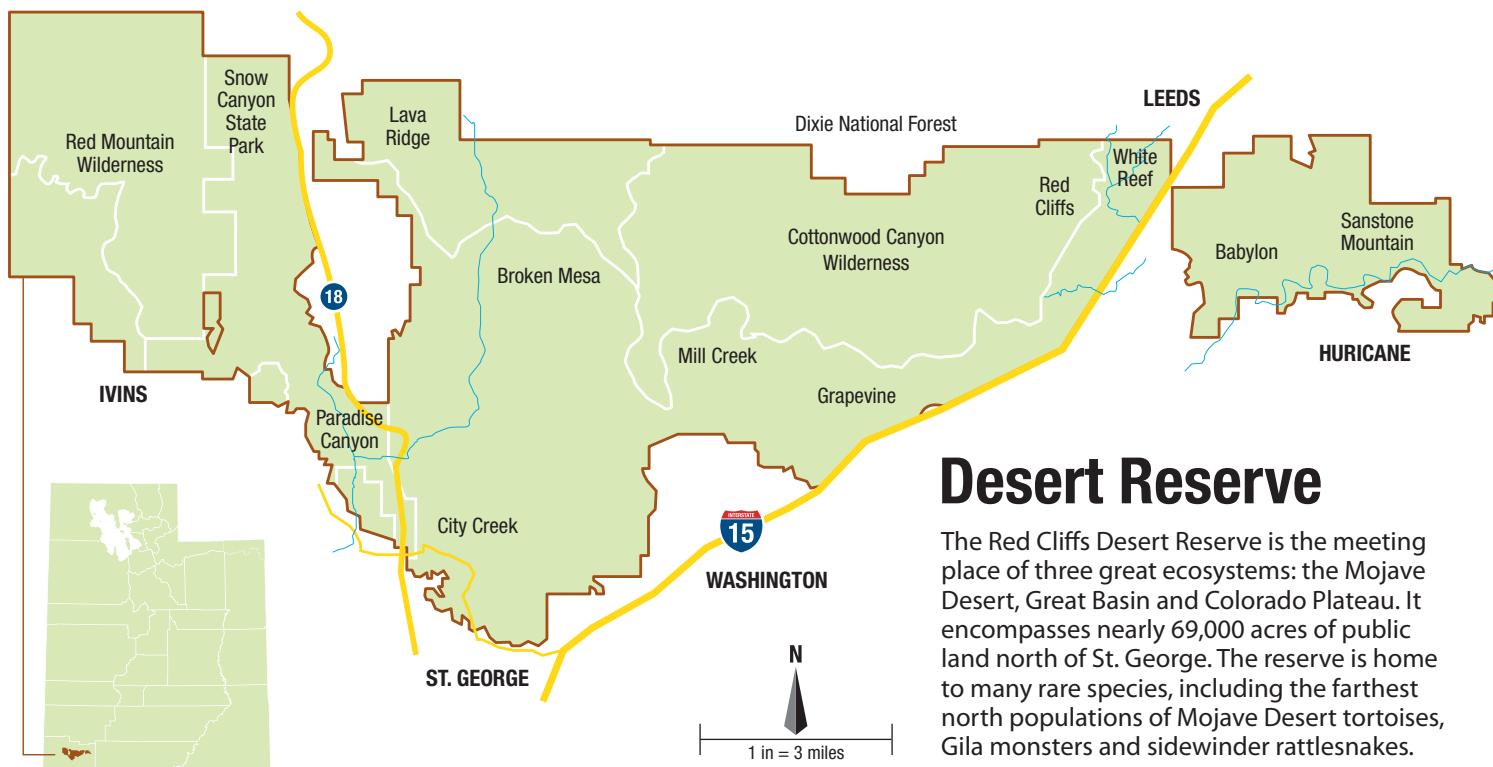 Snow
Canyon
State
Park
Red Mountain
Wilderness
Lava
Ridge
Dixie National Forest
LEEDS
White
Reef
Red
Cliffs
Cottonwood Canyon
Wilderness
Babylon
Sanstone
Mountain
Broken Mesa
18
Mill Creek
Grapevine
HURICANE
IVINS
Paradise
Canyon
City Creek
INTERSTATE
15
WASHINGTON
ST. GEORGE
N
1 in = 3 miles
Desert Reserve
The Red Cliffs Desert Reserve is the meeting
place of three great ecosystems: the Mojave
Desert, Great Basin and Colorado Plateau. It
encompasses nearly 69,000 acres of public
land north of St. George. The reserve is home
to many rare species, including the farthest
north populations of Mojave Desert tortoises,
Gila monsters and sidewinder rattlesnakes.